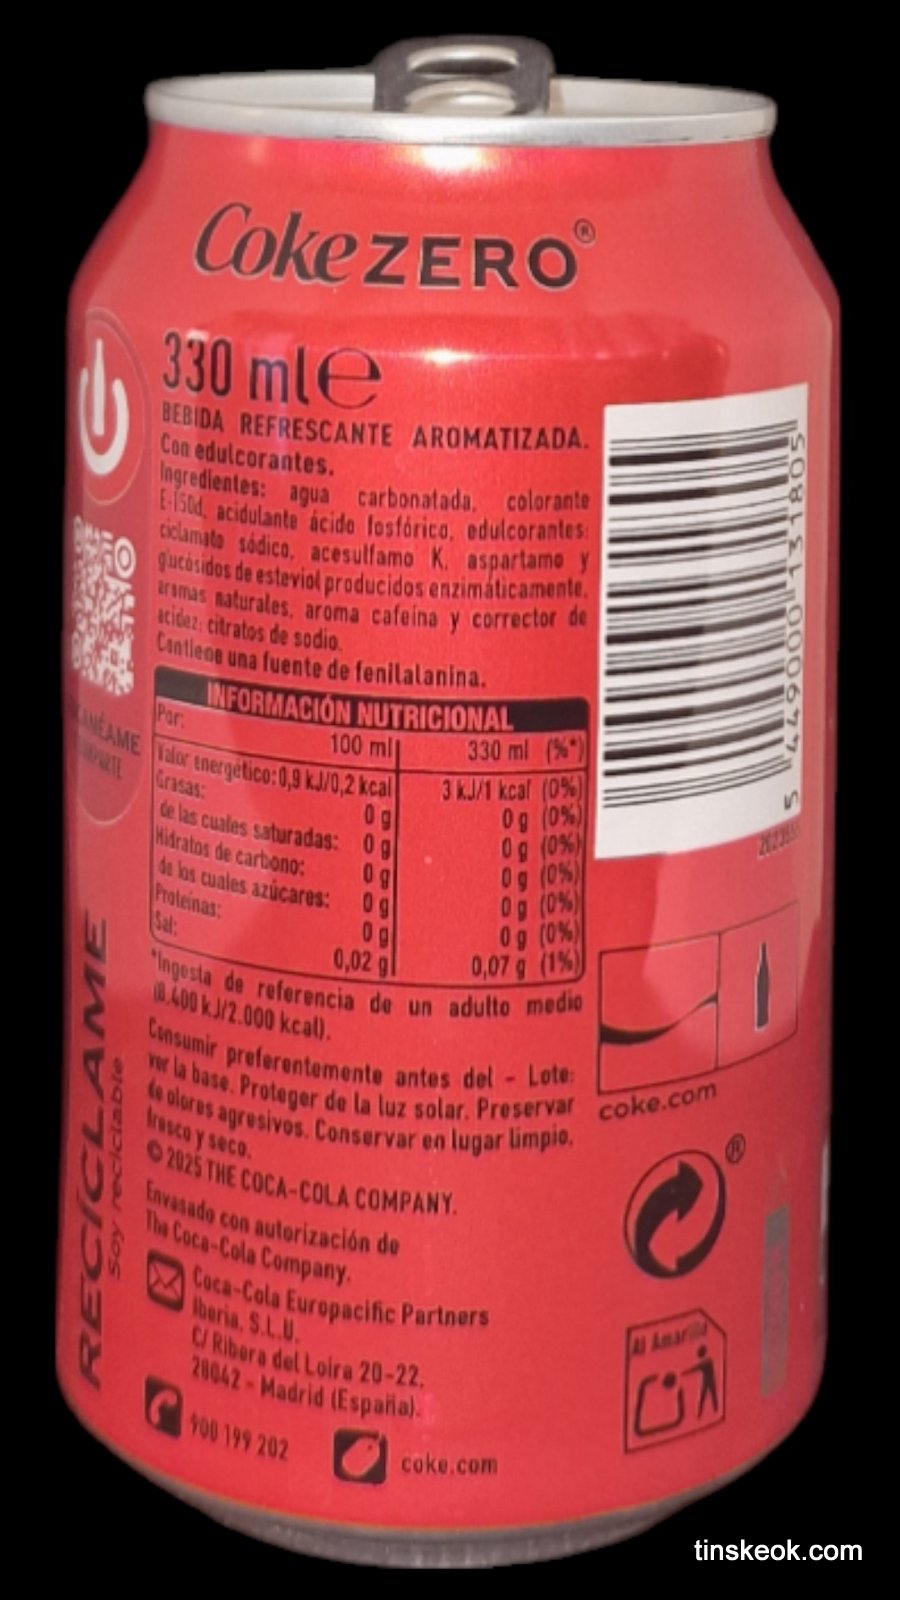 Coke ZERO®
330 ml ℮
BEBIDA REFRESCANTE AROMATIZADA.
Con edulcorantes.
Ingredientes: agua carbonatada, colorante
E-150d, acidulante ácido fosfórico, edulcorantes:
ciclamato sódico, acesulfamo K, aspartamo y
glucósidos de esteviol producidos enzimáticamente,
aromas naturales, aroma cafeína y corrector de
acidez: citratos de sodio.
Contiene una fuente de fenilalanina.
INFORMACIÓN NUTRICIONAL
Por: 100 ml 330 ml (%*)
Valor energético: 0,9 kJ/0,2 kcal 3 kJ/1 kcal (0%)
Grasas: 0 g 0 g (0%)
de las cuales saturadas: 0 g 0 g (0%)
Hidratos de carbono: 0 g 0 g (0%)
de los cuales azúcares: 0 g 0 g (0%)
Proteínas: 0 g 0 g (0%)
Sal: 0,02 g 0,07 g (1%)
*Ingesta de referencia de un adulto medio
(8.400 kJ/2.000 kcal).
Consumir preferentemente antes del - Lote:
ver la base. Proteger de la luz solar. Preservar
de olores agresivos. Conservar en lugar limpio,
fresco y seco.
© 2025 THE COCA-COLA COMPANY.
Envasado con autorización de
The Coca-Cola Company.
Coca-Cola Europacific Partners
Iberia, S.L.U.
C/ Ribera del Loira 20-22.
28042 - Madrid (España).
900 199 202
coke.com
RECÍCLAME
Soy reciclable
5 449000 131805
coke.com
®
Al Amarillo
tinskeok.com